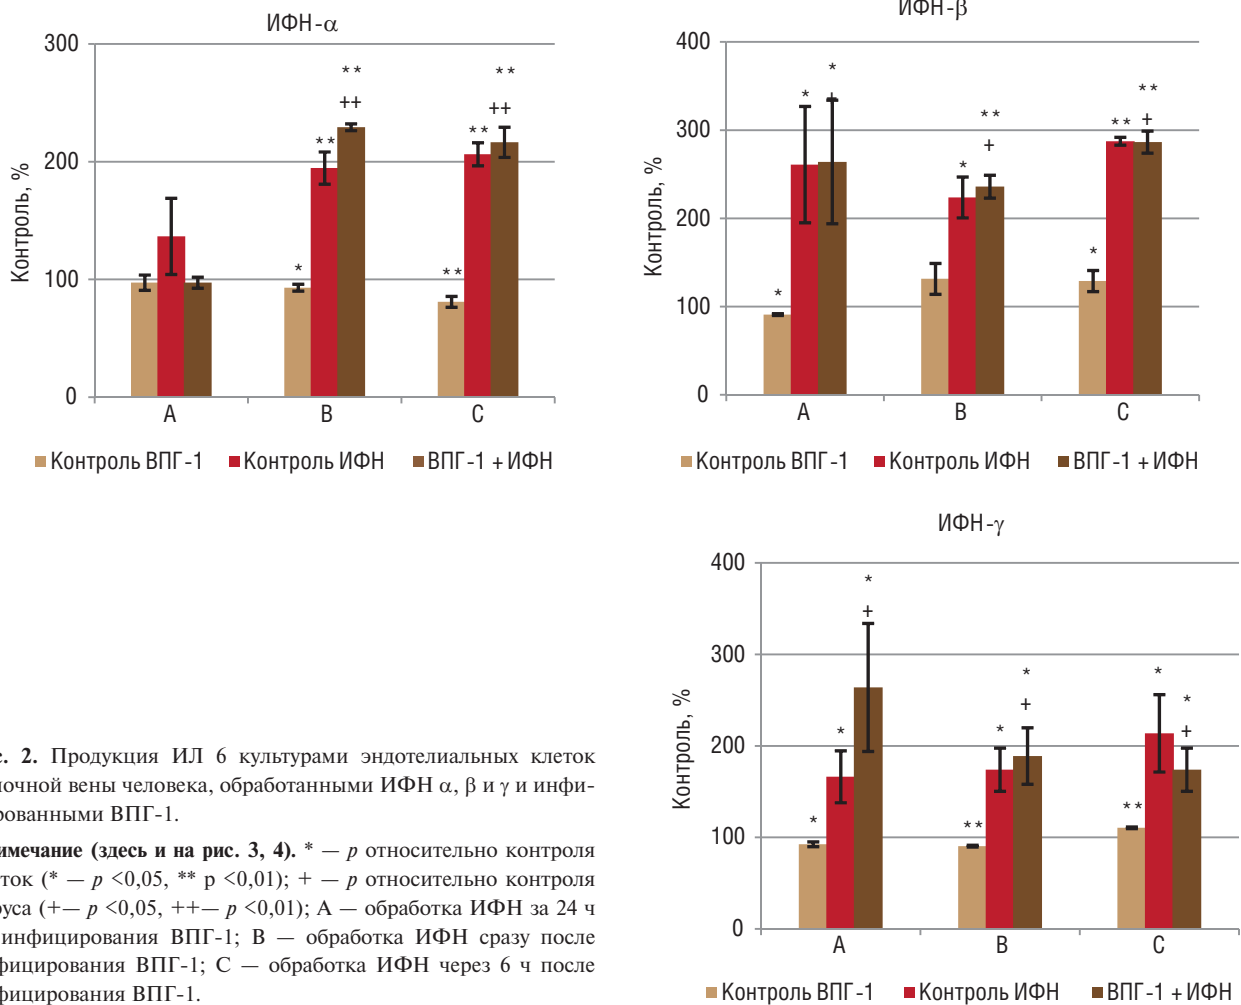 ИФН-α
300
200
100
0
Контроль, %
**
++
**
*
**
++
**
**
A B C
Контроль ВПГ-1 Контроль ИФН ВПГ-1 + ИФН
ИФН-β
400
300
200
100
0
Контроль, %
*
+
*
*
**
+
*
**
+
**
*
A B C
Контроль ВПГ-1 Контроль ИФН ВПГ-1 + ИФН
ИФН-γ
400
300
200
100
0
Контроль, %
*
+
*
*
*
+
*
**
*
*
+
**
A B C
Контроль ВПГ-1 Контроль ИФН ВПГ-1 + ИФН
с. 2. Продукция ИЛ 6 культурами эндотелиальных клеток
почной вены человека, обработанными ИФН α, β и γ и инфи-
рованными ВПГ-1.
имечание (здесь и на рис. 3, 4). * — p относительно контроля
ток (* — p <0,05, ** p <0,01); + — p относительно контроля
уса (+— p <0,05, ++— p <0,01); А — обработка ИФН за 24 ч
инфицирования ВПГ-1; В — обработка ИФН сразу после
фицирования ВПГ-1; С — обработка ИФН через 6 ч после
фицирования ВПГ-1.